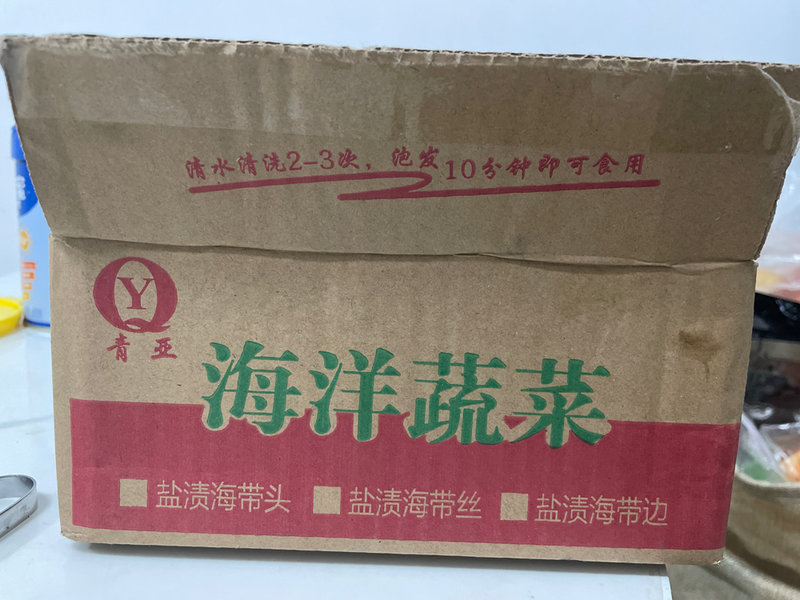 清水清洗2-3次，泡发10分钟即可食用
QY
青亚
海洋蔬菜
盐渍海带头 盐渍海带丝 盐渍海带边